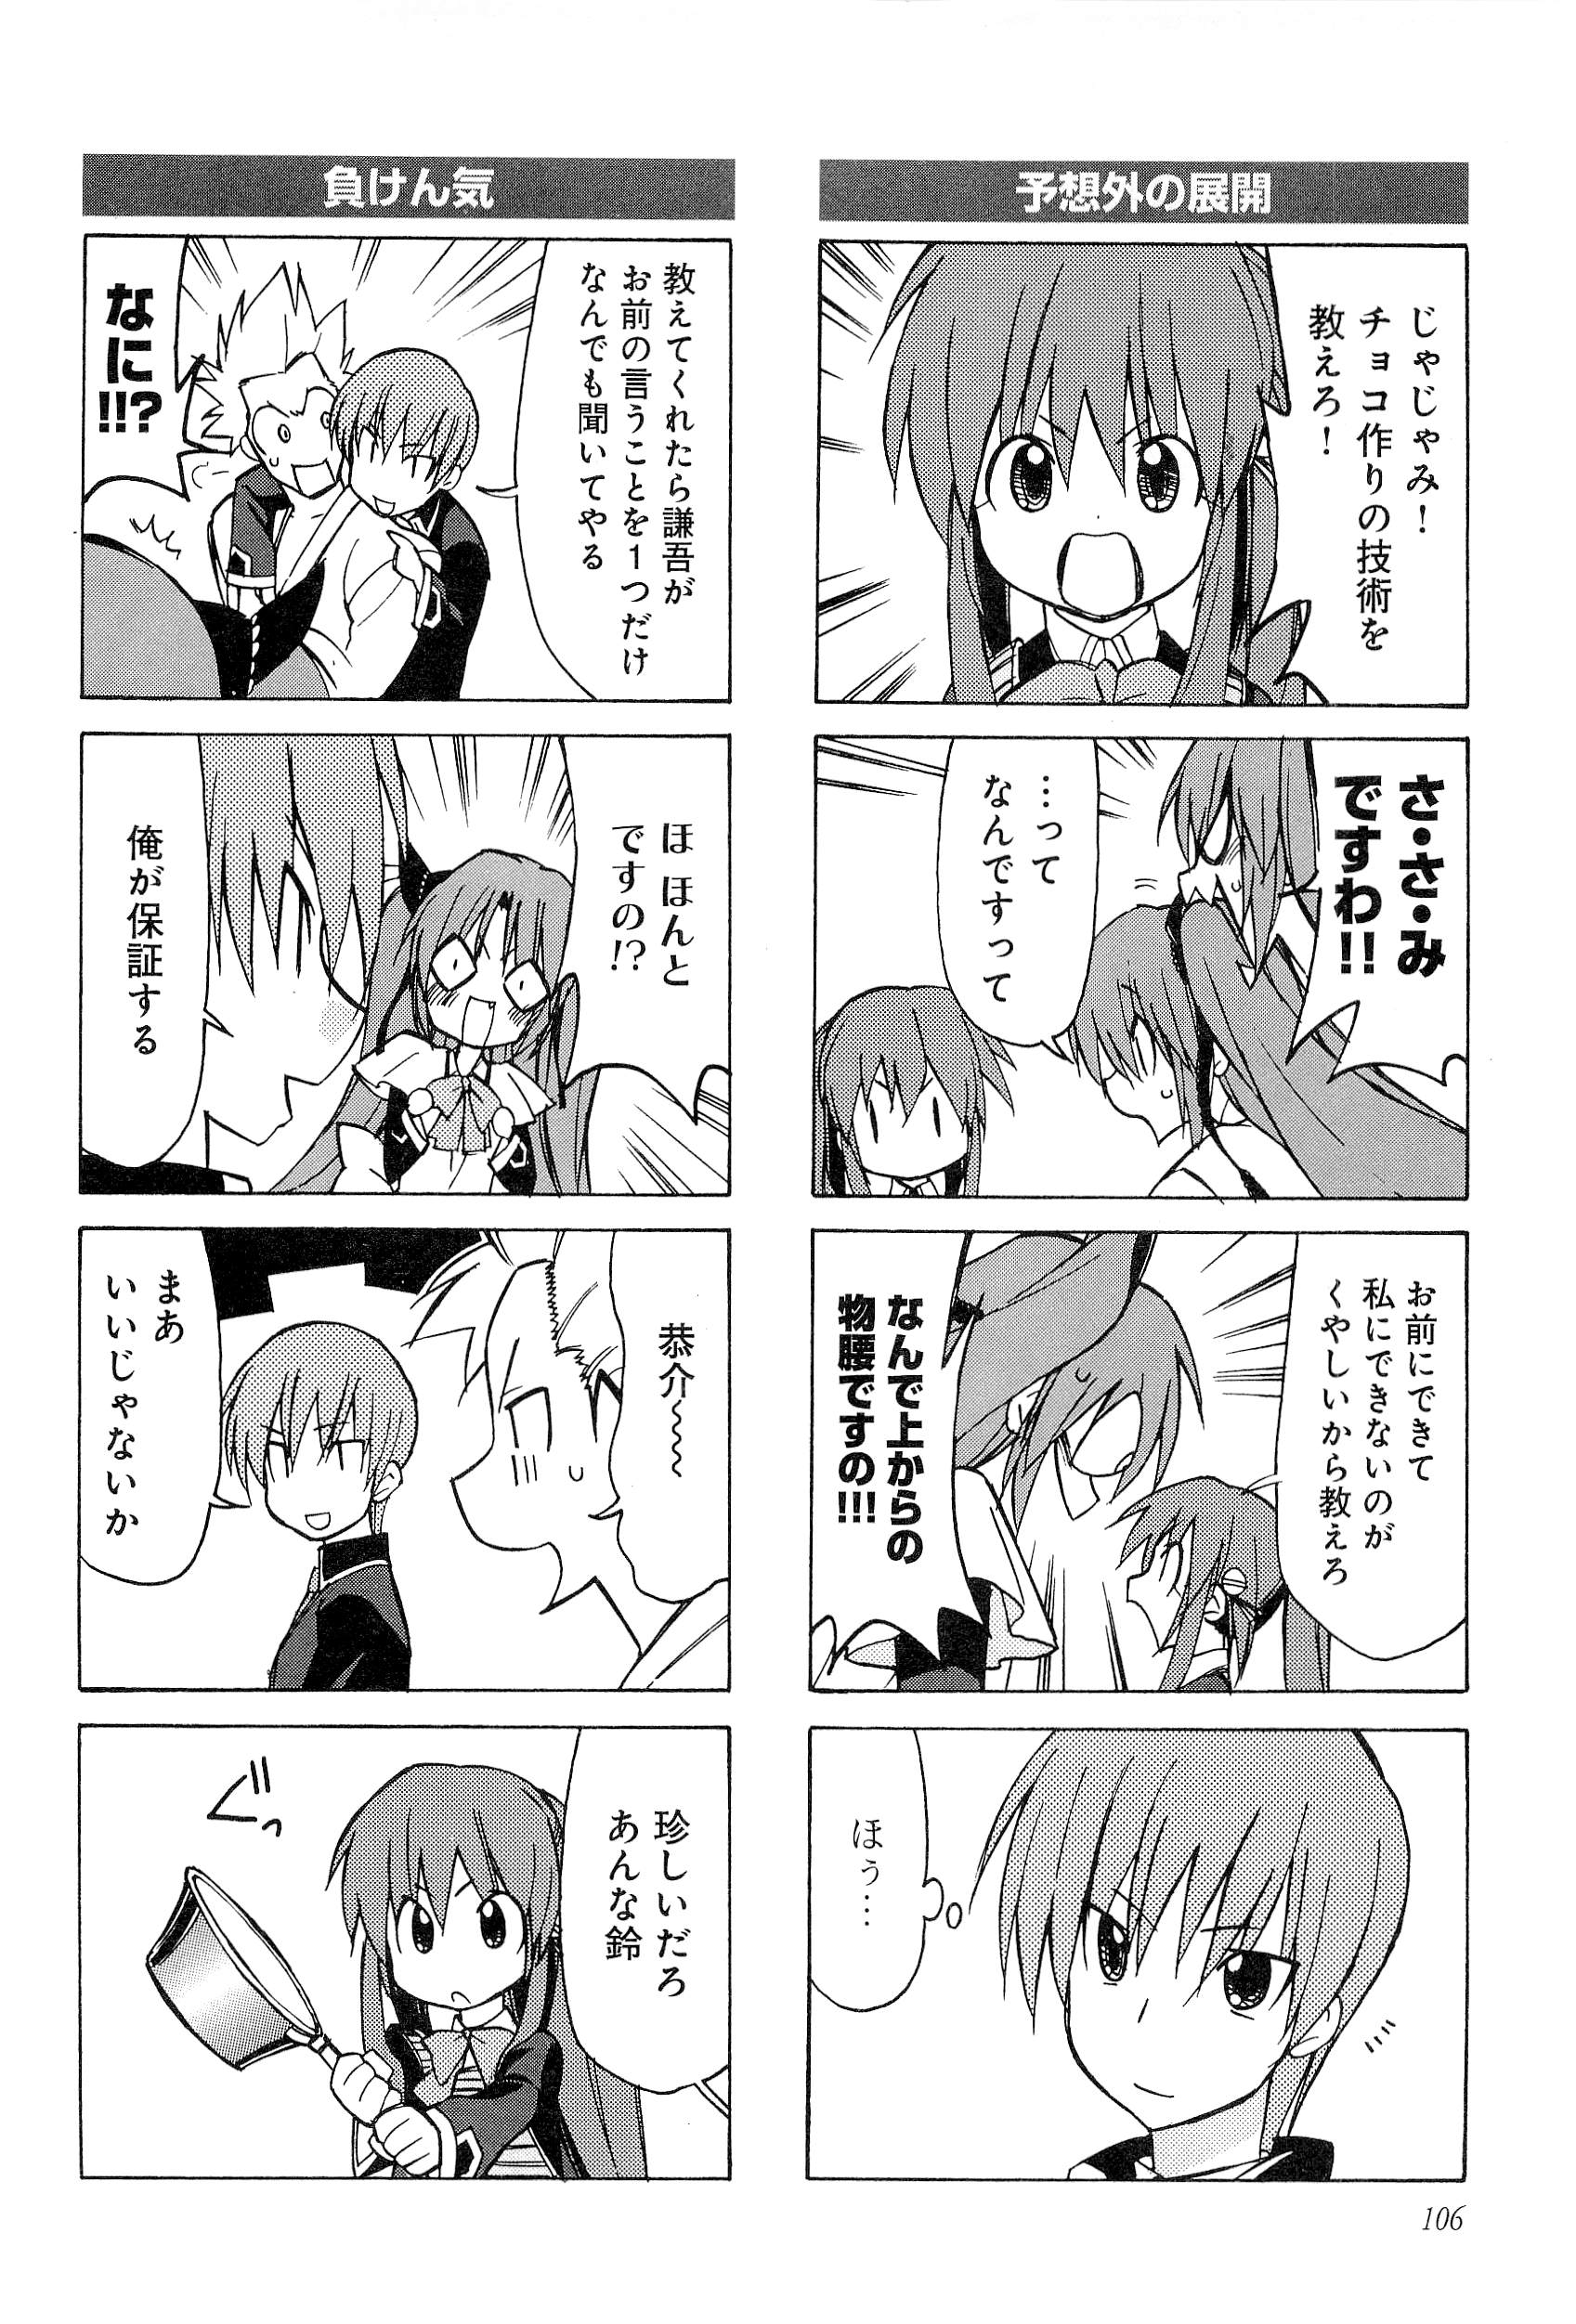 予想外の展開
じゃじゃみ！
チョコ作りの技術を
教えろ！
さ・さ・み
ですわ!!
…って
なんですって
お前にできて
私にできないのが
くやしいから教えろ
なんで上からの
物腰ですの!!!
ほぅ…
負けん気
教えてくれたら謙吾が
お前の言うことを1つだけ
なんでも聞いてやる
なに!!?
ほ ほんと
ですの!?
俺が保証する
恭介〜〜
まあ
いいじゃないか
珍しいだろ
あんな鈴
ぐっ
106